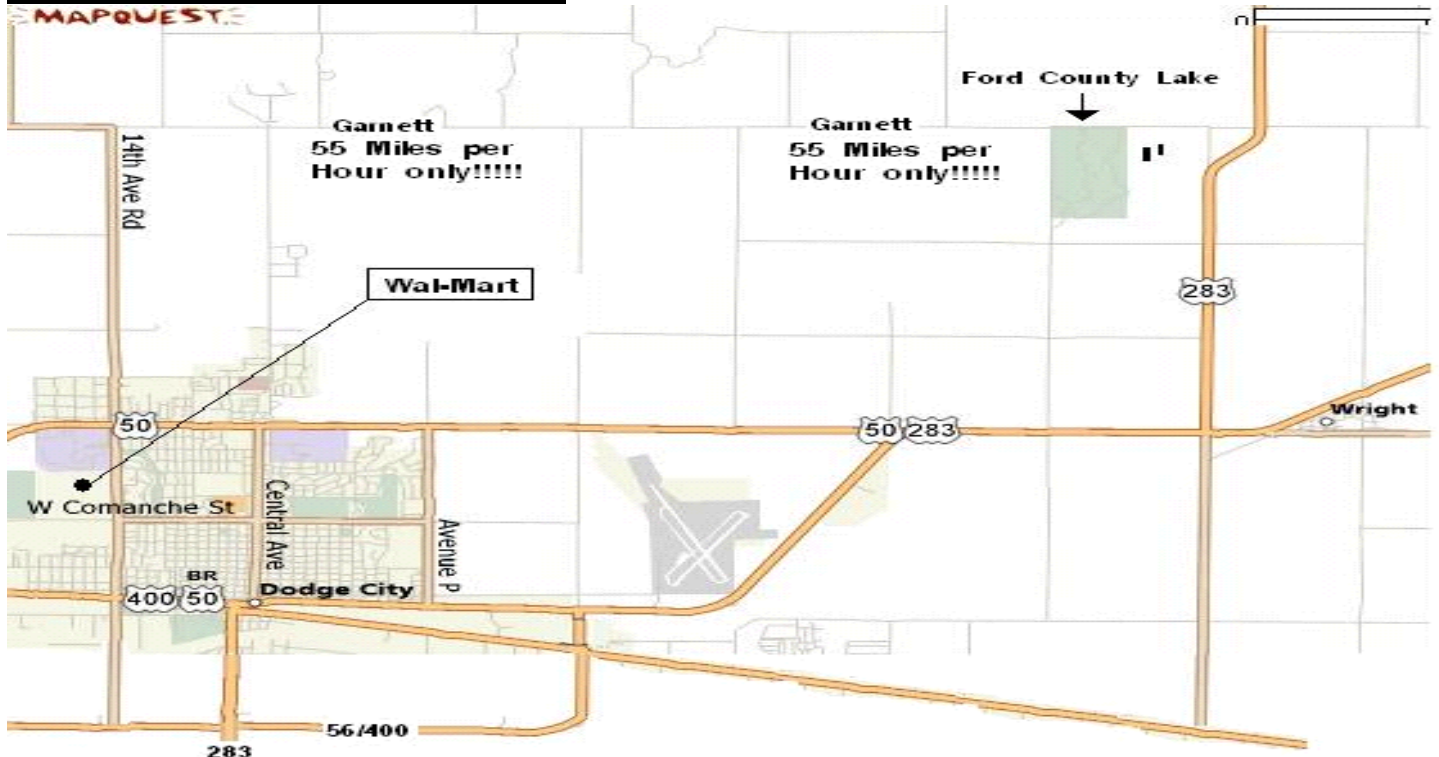 MAPQUEST
Ford County Lake
Garnett
55 Miles per
Hour only!!!!!
Garnett
55 Miles per
Hour only!!!!!
14th Ave Rd
283
Wal-Mart
50
50 283
Wright
W Comanche St
Central Ave
Avenue P
BR
400 50
Dodge City
56/400
283